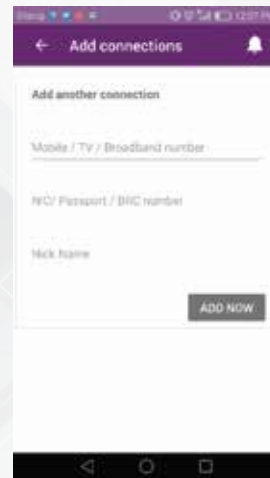 Add connections
Add another connection
Mobile / TV / Broadband number
NIC/ Passport / BRC number
Nick Name
ADD NOW